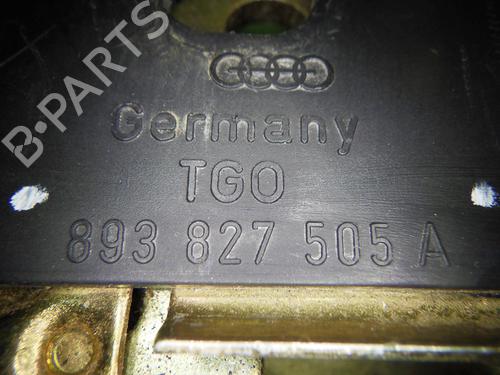 B-PARTS
Germany
TGO
893 827 505 A